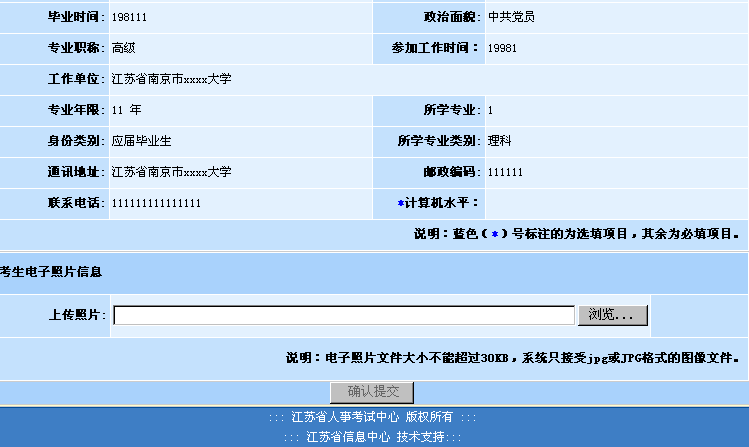 毕业时间: 198111 政治面貌: 中共党员
专业职称: 高级 参加工作时间： 19981
工作单位: 江苏省南京市xxxx大学
专业年限: 11 年 所学专业: 1
身份类别: 应届毕业生 所学专业类别: 理科
通讯地址: 江苏省南京市xxxx大学 邮政编码: 111111
联系电话: 111111111111111 *计算机水平：
说明：蓝色（*）号标注的为选填项目，其余为必填项目。
考生电子照片信息
上传照片: 浏览...
说明：电子照片文件大小不能超过30KB，系统只接受jpg或JPG格式的图像文件。
确认提交
::: 江苏省人事考试中心 版权所有 :::
::: 江苏省信息中心 技术支持:::